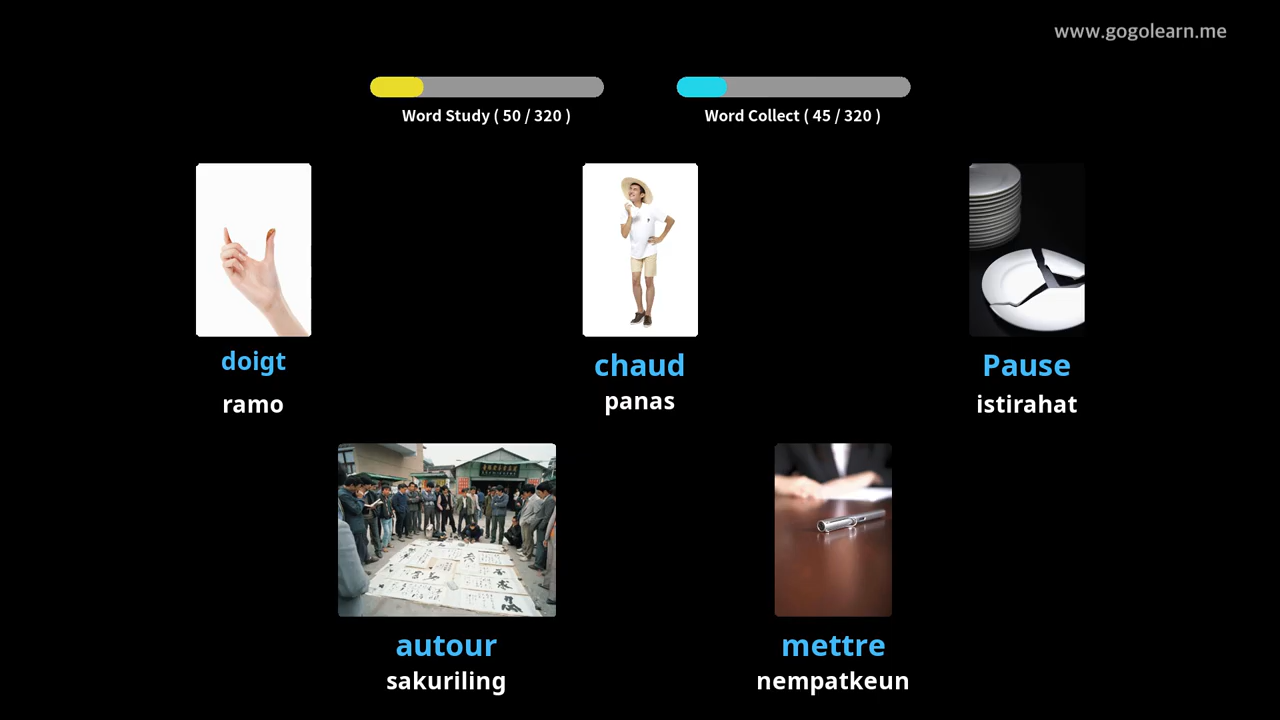 www.gogolearn.me
Word Study ( 50 / 320 )
Word Collect ( 45 / 320 )
doigt
ramo
chaud
panas
Pause
istirahat
autour
sakuriling
mettre
nempatkeun